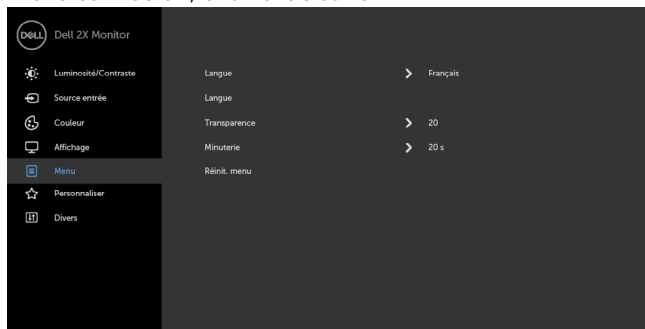 DELL Dell 2X Monitor
Luminosité/Contraste
Source entrée
Couleur
Affichage
Menu
Personnaliser
Divers
Langue Français
Langue
Transparence 20
Minuterie 20 s
Réinit. menu